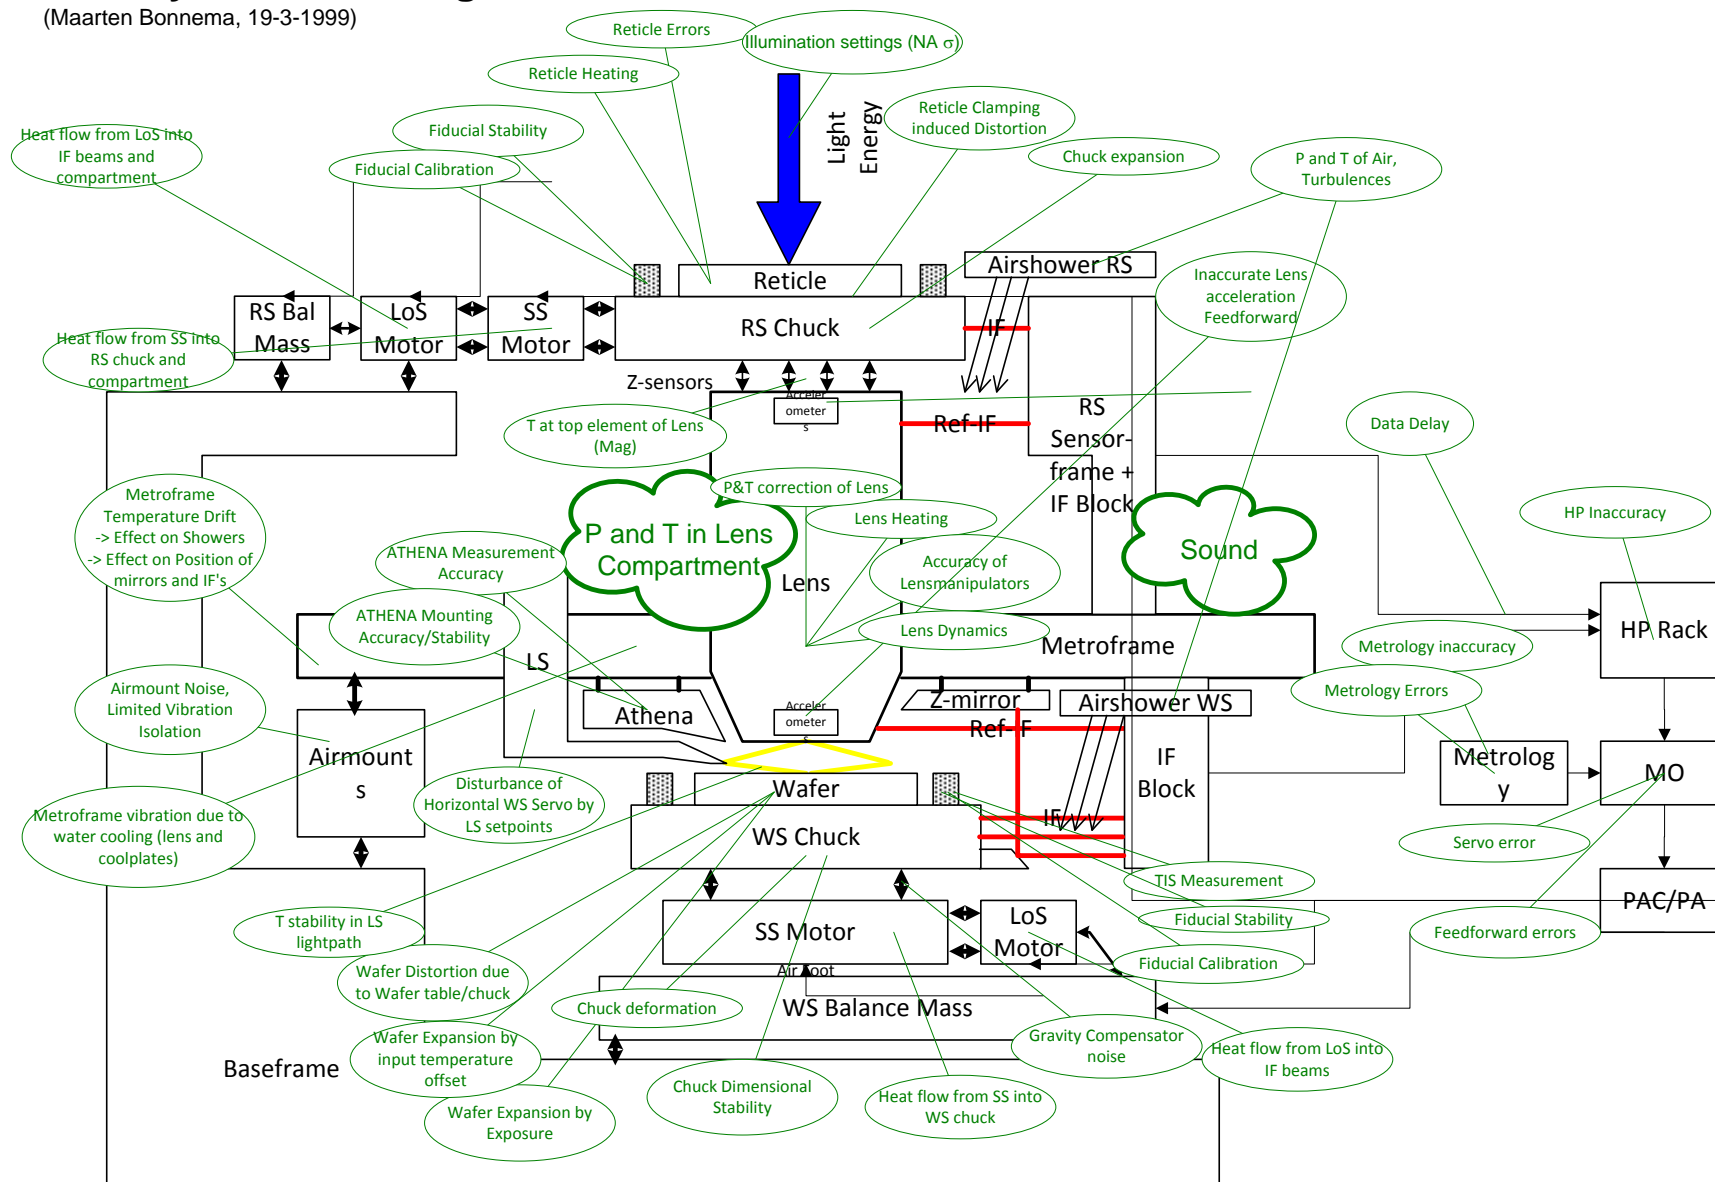 (Maarten Bonnema, 19-3-1999)
Reticle Errors
Illumination settings (NA σ)
Reticle Heating
Light
Energy
Reticle Clamping
induced Distortion
Heat flow from LoS into
IF beams and
compartment
Fiducial Stability
Fiducial Calibration
Chuck expansion
P and T of Air,
Turbulences
Airshower RS
Reticle
Inaccurate Lens
acceleration
Feedforward
RS Bal
Mass
LoS
Motor
SS
Motor
RS Chuck
IF
Heat flow from SS into
RS chuck and
compartment
Z-sensors
Acceler
ometer
s
T at top element of Lens
(Mag)
Ref-IF
RS
Sensor-
frame +
IF Block
Data Delay
Metroframe
Temperature Drift
-> Effect on Showers
-> Effect on Position of
mirrors and IF's
P&T correction of Lens
Lens Heating
HP Inaccuracy
P and T in Lens
Compartment
Sound
ATHENA Measurement
Accuracy
Lens
Accuracy of
Lensmanipulators
ATHENA Mounting
Accuracy/Stability
Lens Dynamics
Metroframe
HP Rack
Metrology inaccuracy
LS
Metrology Errors
Airmount Noise,
Limited Vibration
Isolation
Athena
Acceler
ometer
s
Z-mirror
Airshower WS
Ref-IF
Airmount
s
Disturbance of
Horizontal WS Servo by
LS setpoints
Wafer
IF
Block
Metrolog
y
MO
Metroframe vibration due to
water cooling (lens and
coolplates)
WS Chuck
IF
Servo error
TIS Measurement
PAC/PA
T stability in LS
lightpath
SS Motor
LoS
Motor
Fiducial Stability
Feedforward errors
Fiducial Calibration
Wafer Distortion due
to Wafer table/chuck
Air Foot
Chuck deformation
WS Balance Mass
Wafer Expansion by
input temperature
offset
Gravity Compensator
noise
Heat flow from LoS into
IF beams
Baseframe
Chuck Dimensional
Stability
Heat flow from SS into
WS chuck
Wafer Expansion by
Exposure